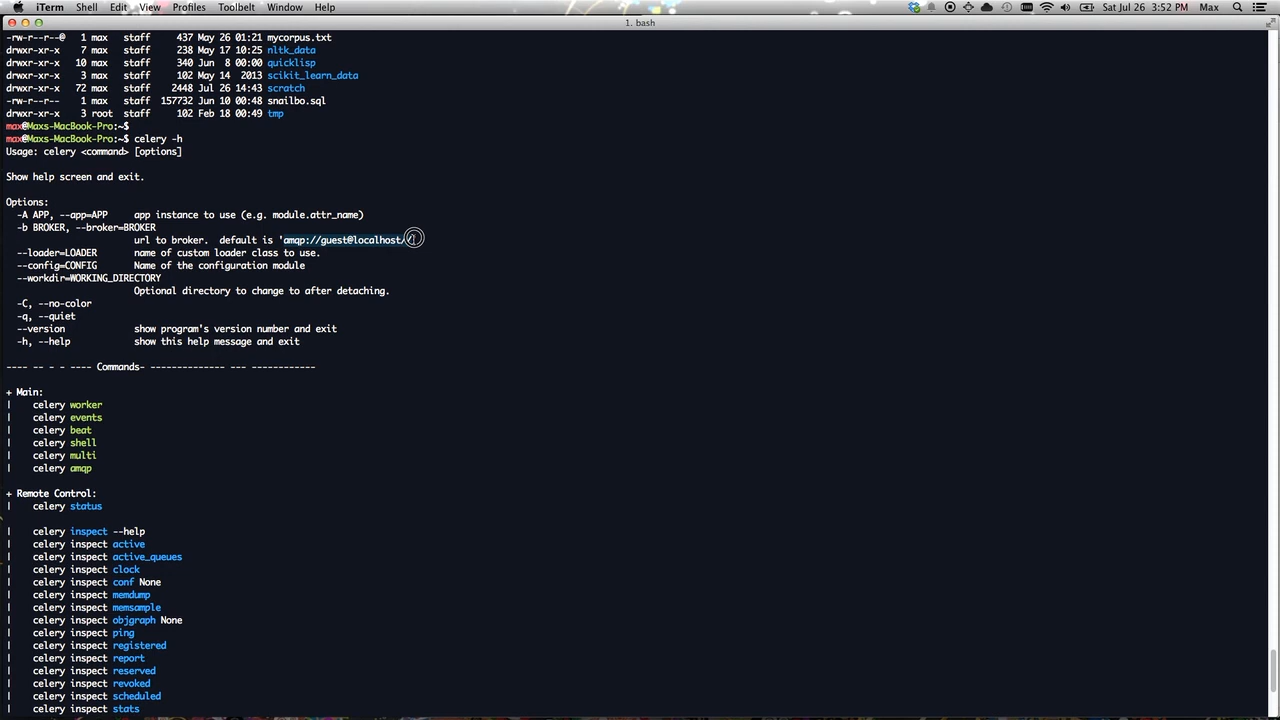 iTerm Shell Edit View Profiles Toolbelt Window Help Sat Jul 26 3:52 PM Max
1. bash
-rw-r--r--@ 1 max staff 437 May 26 01:21 mycorpus.txt
drwxr-xr-x 7 max staff 238 May 17 10:25 nltk_data
drwxr-xr-x 10 max staff 340 Jun 8 00:00 quicklisp
drwxr-xr-x 3 max staff 102 May 14 2013 scikit_learn_data
drwxr-xr-x 72 max staff 2448 Jul 26 14:43 scratch
-rw-r--r-- 1 max staff 157732 Jun 10 00:48 snailbo.sql
drwxr-xr-x 3 root staff 102 Feb 18 00:49 tmp
max@Maxs-MacBook-Pro:~$
max@Maxs-MacBook-Pro:~$ celery -h
Usage: celery <command> [options]
Show help screen and exit.
Options:
-A APP, --app=APP app instance to use (e.g. module.attr_name)
-b BROKER, --broker=BROKER
url to broker. default is 'amqp://guest@localhost//
--loader=LOADER name of custom loader class to use.
--config=CONFIG Name of the configuration module
--workdir=WORKING_DIRECTORY
Optional directory to change to after detaching.
-C, --no-color
-q, --quiet
--version show program's version number and exit
-h, --help show this help message and exit
---- -- - - ---- Commands- -------------- --- ------------
+ Main:
| celery worker
| celery events
| celery beat
| celery shell
| celery multi
| celery amqp
+ Remote Control:
| celery status
| celery inspect --help
| celery inspect active
| celery inspect active_queues
| celery inspect clock
| celery inspect conf None
| celery inspect memdump
| celery inspect memsample
| celery inspect objgraph None
| celery inspect ping
| celery inspect registered
| celery inspect report
| celery inspect reserved
| celery inspect revoked
| celery inspect scheduled
| celery inspect stats